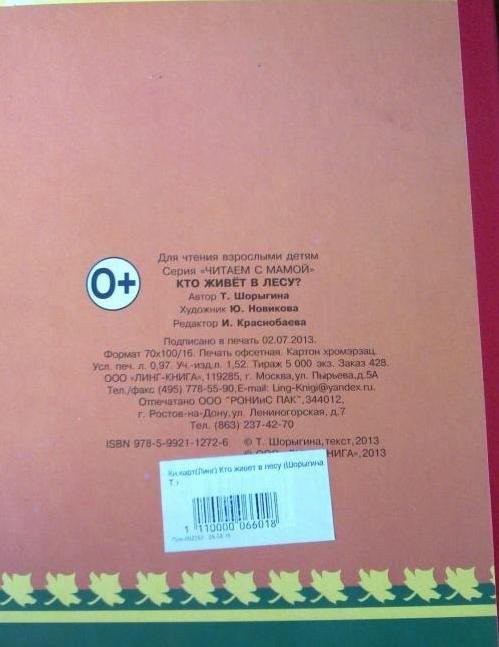 0+
Для чтения взрослыми детям
Серия «ЧИТАЕМ С МАМОЙ»
КТО ЖИВЁТ В ЛЕСУ?
Автор Т. Шорыгина
Художник Ю. Новикова
Редактор И. Краснобаева
Подписано в печать 02.07.2013.
Формат 70х100/16. Печать офсетная. Картон хромэрзац.
Усл. печ. л. 0,97. Уч.-изд.л. 1,52. Тираж 5 000 экз. Заказ 428.
ООО «ЛИНГ-КНИГА»,119285, г. Москва,ул. Пырьева,д.5А
Тел./факс (495) 778-55-90,E-mail: Ling-Knigi@yandex.ru.
Отпечатано ООО "РОНИиС ПАК",344012,
г. Ростов-на-Дону,ул. Лениногорская,д.7
Тел. (863) 237-42-70
ISBN 978-5-9921-1272-6 © Т. Шорыгина,текст,2013
КНИГА»,2013
Кн.карт(Линг) Кто живет в лесу (Шорыгина
Т.)
1 110000 066018